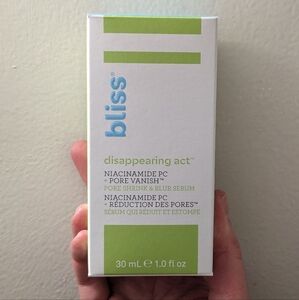 bliss®
disappearing act™
NIACINAMIDE PC
+ PORE VANISH™
PORE SHRINK & BLUR SERUM
NIACINAMIDE PC
+ RÉDUCTION DES PORES™
SÉRUM QUI RÉDUIT ET ESTOMPE
30 mL ℮ 1.0 fl oz